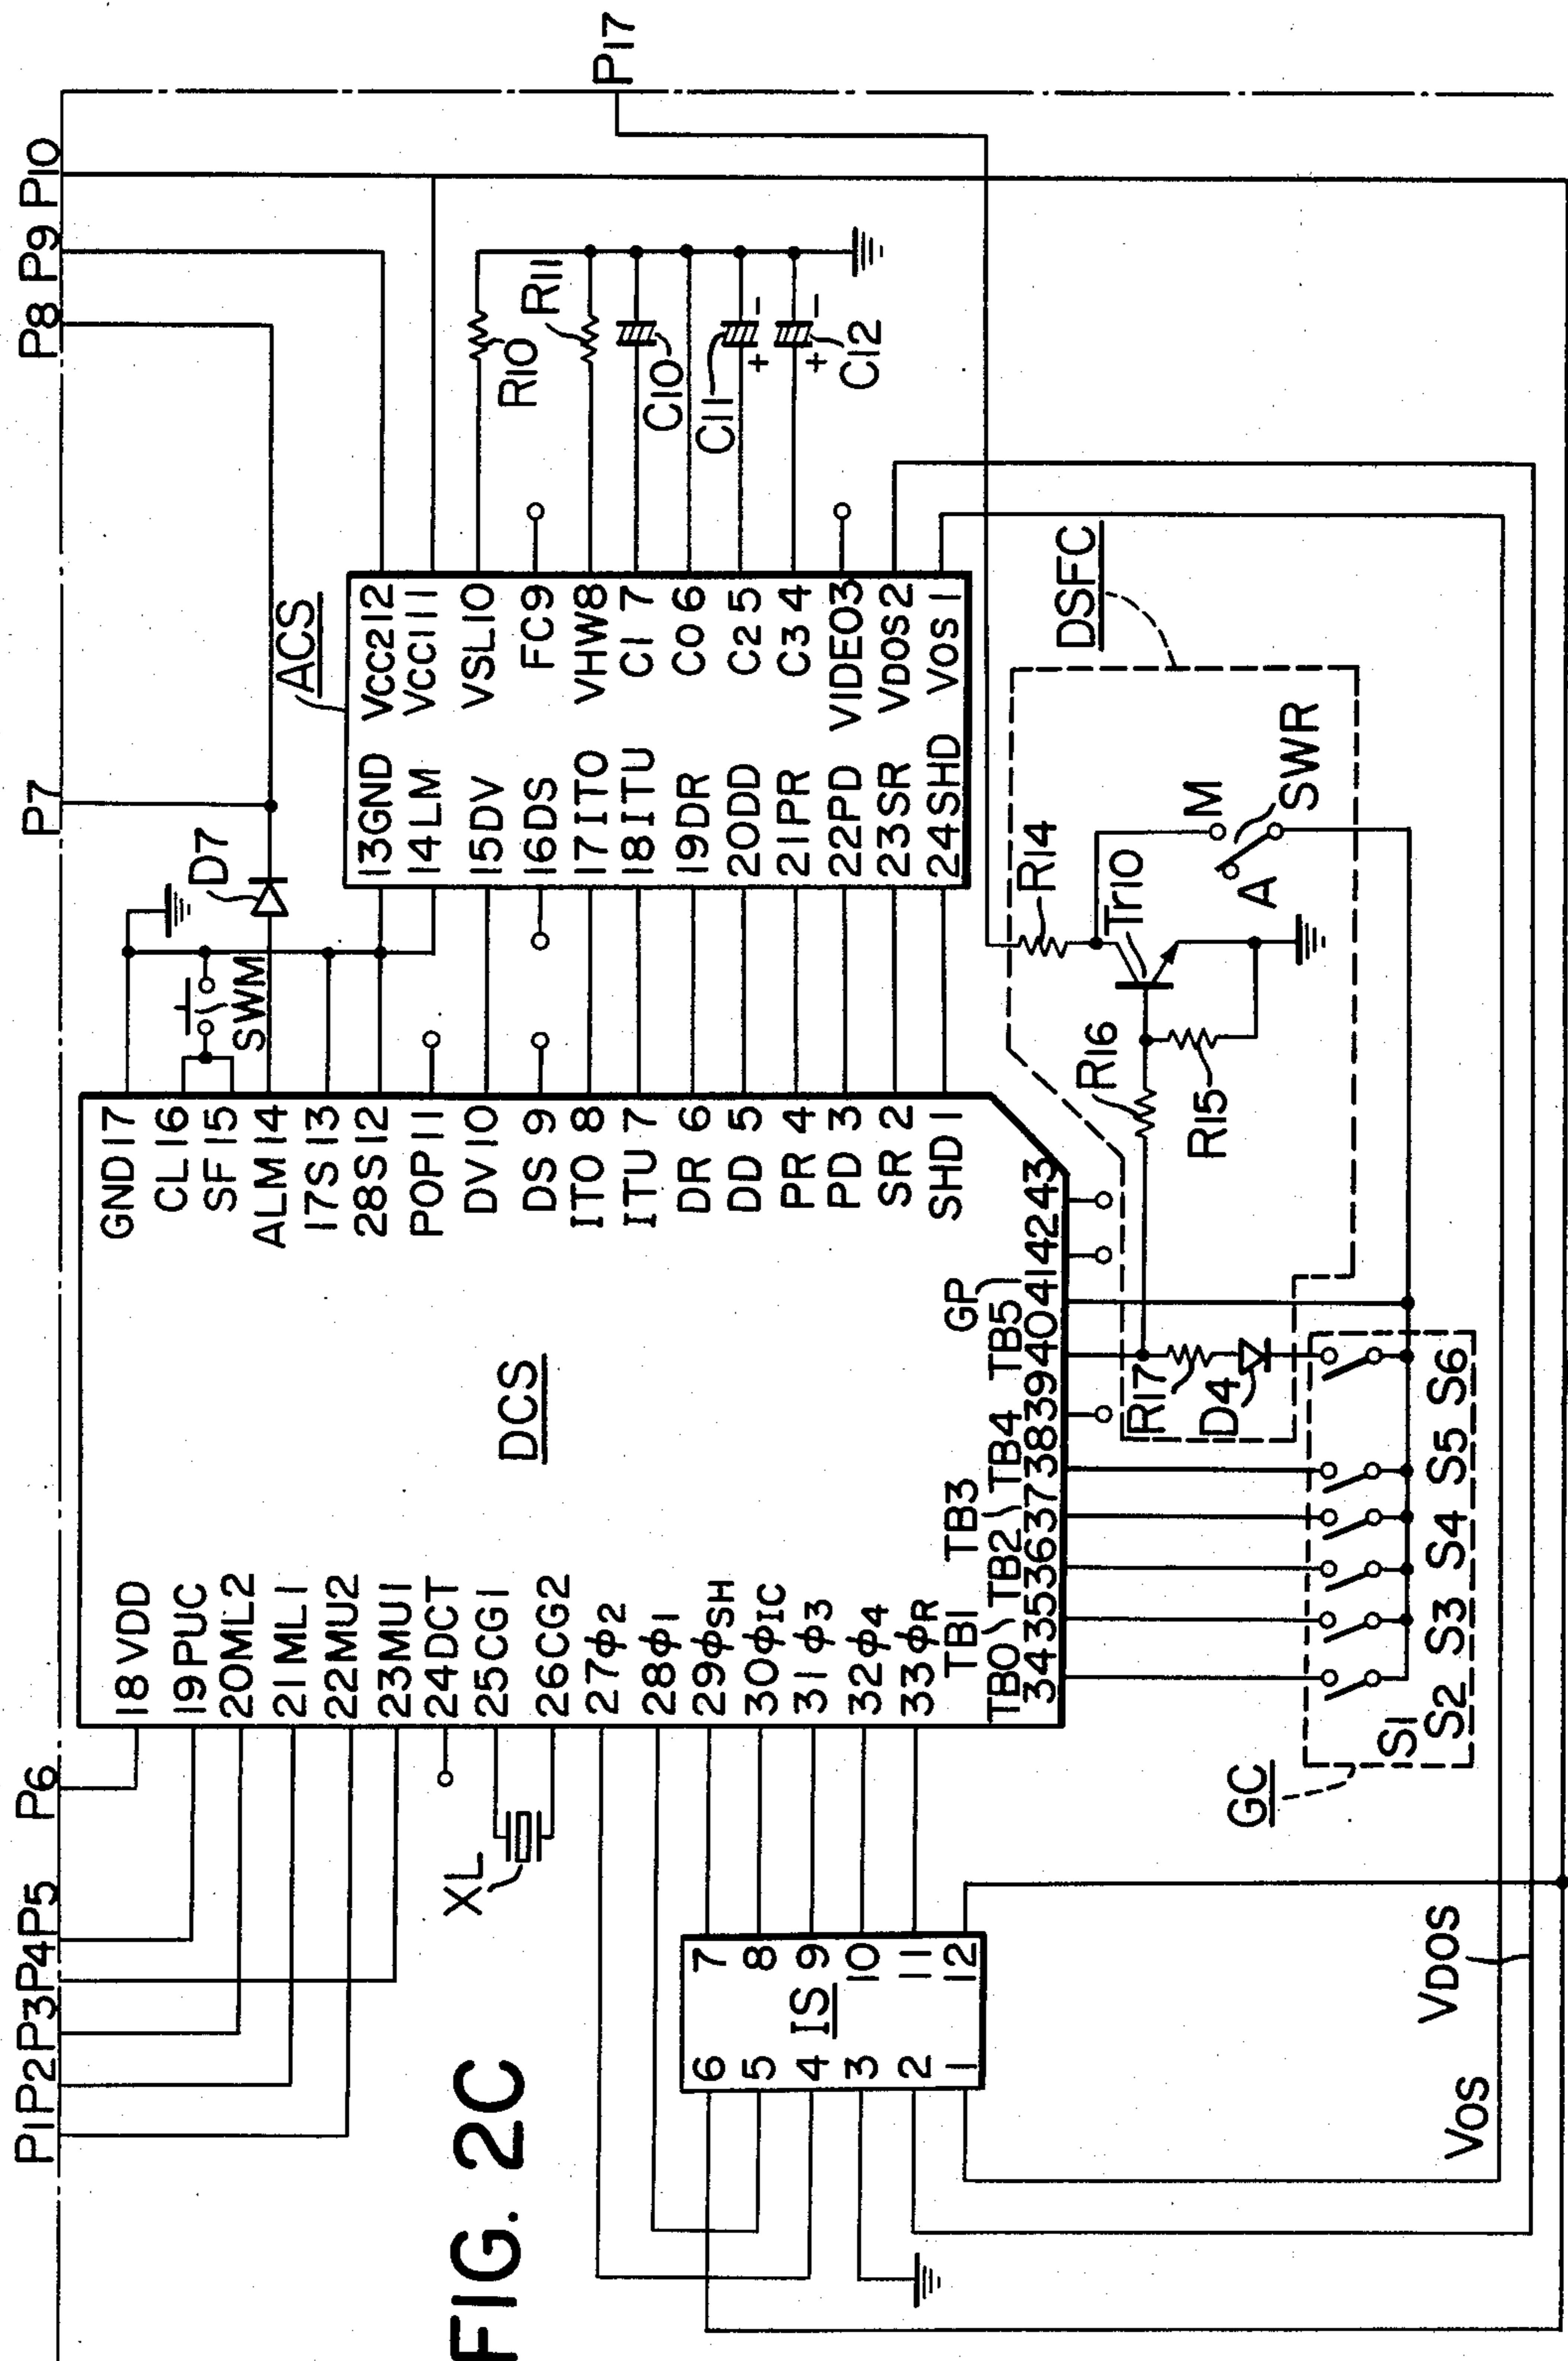 FIG. 2C
P1 P2 P3 P4 P5 P6 P7 P8 P9 P10
P17
DCS
18 VDD
19 PUC
20 ML2
21 ML1
22 MU2
23 MU1
24 DCT
25 CG1
26 CG2
27 φ2
28 φ1
29 φSH
30 φIC
31 φ3
32 φ4
33 φR
GND 17
CL 16
SF 15
ALM 14
17S 13
28S 12
POP 11
DV 10
DS 9
ITO 8
ITU 7
DR 6
DD 5
PR 4
PD 3
SR 2
SHD 1
TB1 TB3 GP
TB0 TB2 TB4 TB5
34 35 36 37 38 39 40 41 42 43
XL
SWM
D7
ACS
13 GND
14 LM
15 DV
16 DS
17 ITO
18 ITU
19 DR
20 DD
21 PR
22 PD
23 SR
24 SHD
VCC2 12
VCC1 11
VSL 10
FC 9
VHW 8
C1 7
C0 6
C2 5
C3 4
VIDEO 3
VDOS 2
VOS 1
R10
R11
C10
C11
+ -
+ -
C12
DSFC
R14
Tr10
M
A
SWR
R16
R15
R17
D4
GC
S1
S2 S3 S4 S5 S6
IS
6 7
5 8
4 9
3 10
2 11
1 12
VOS
VDOS